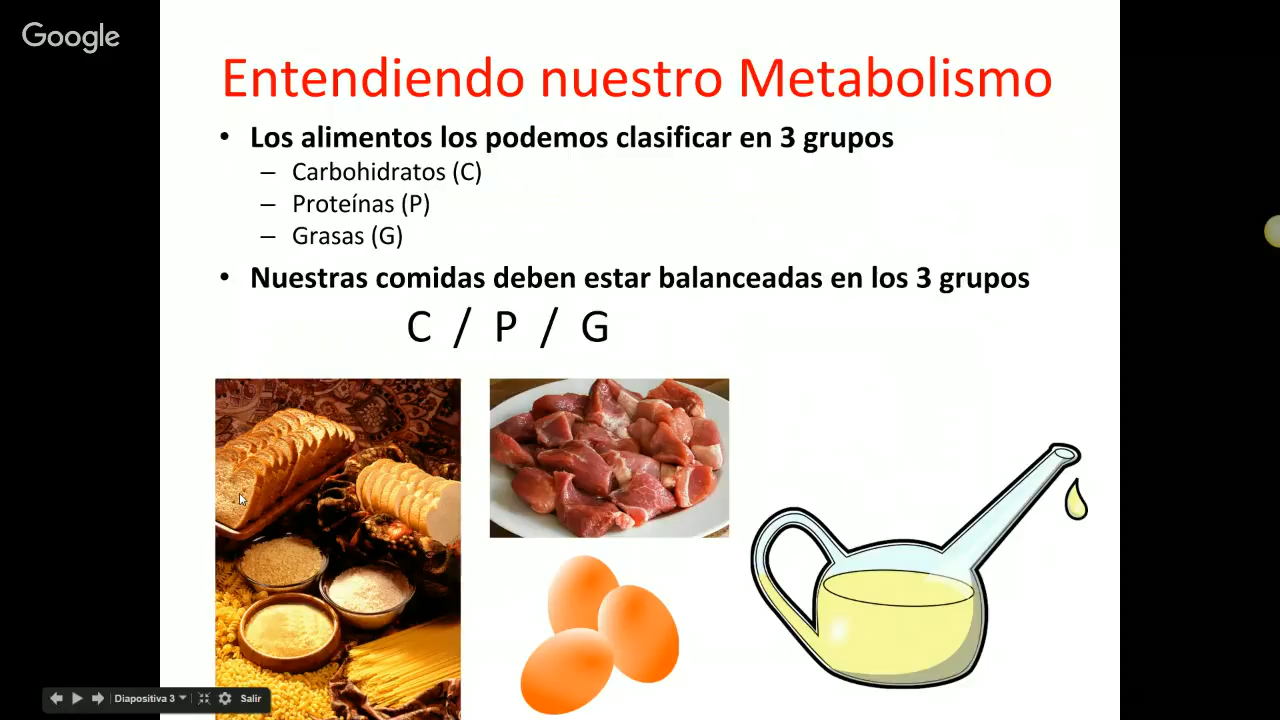 Google
Entendiendo nuestro Metabolismo
• Los alimentos los podemos clasificar en 3 grupos
– Carbohidratos (C)
– Proteínas (P)
– Grasas (G)
• Nuestras comidas deben estar balanceadas en los 3 grupos
C / P / G
Diapositiva 3
Salir